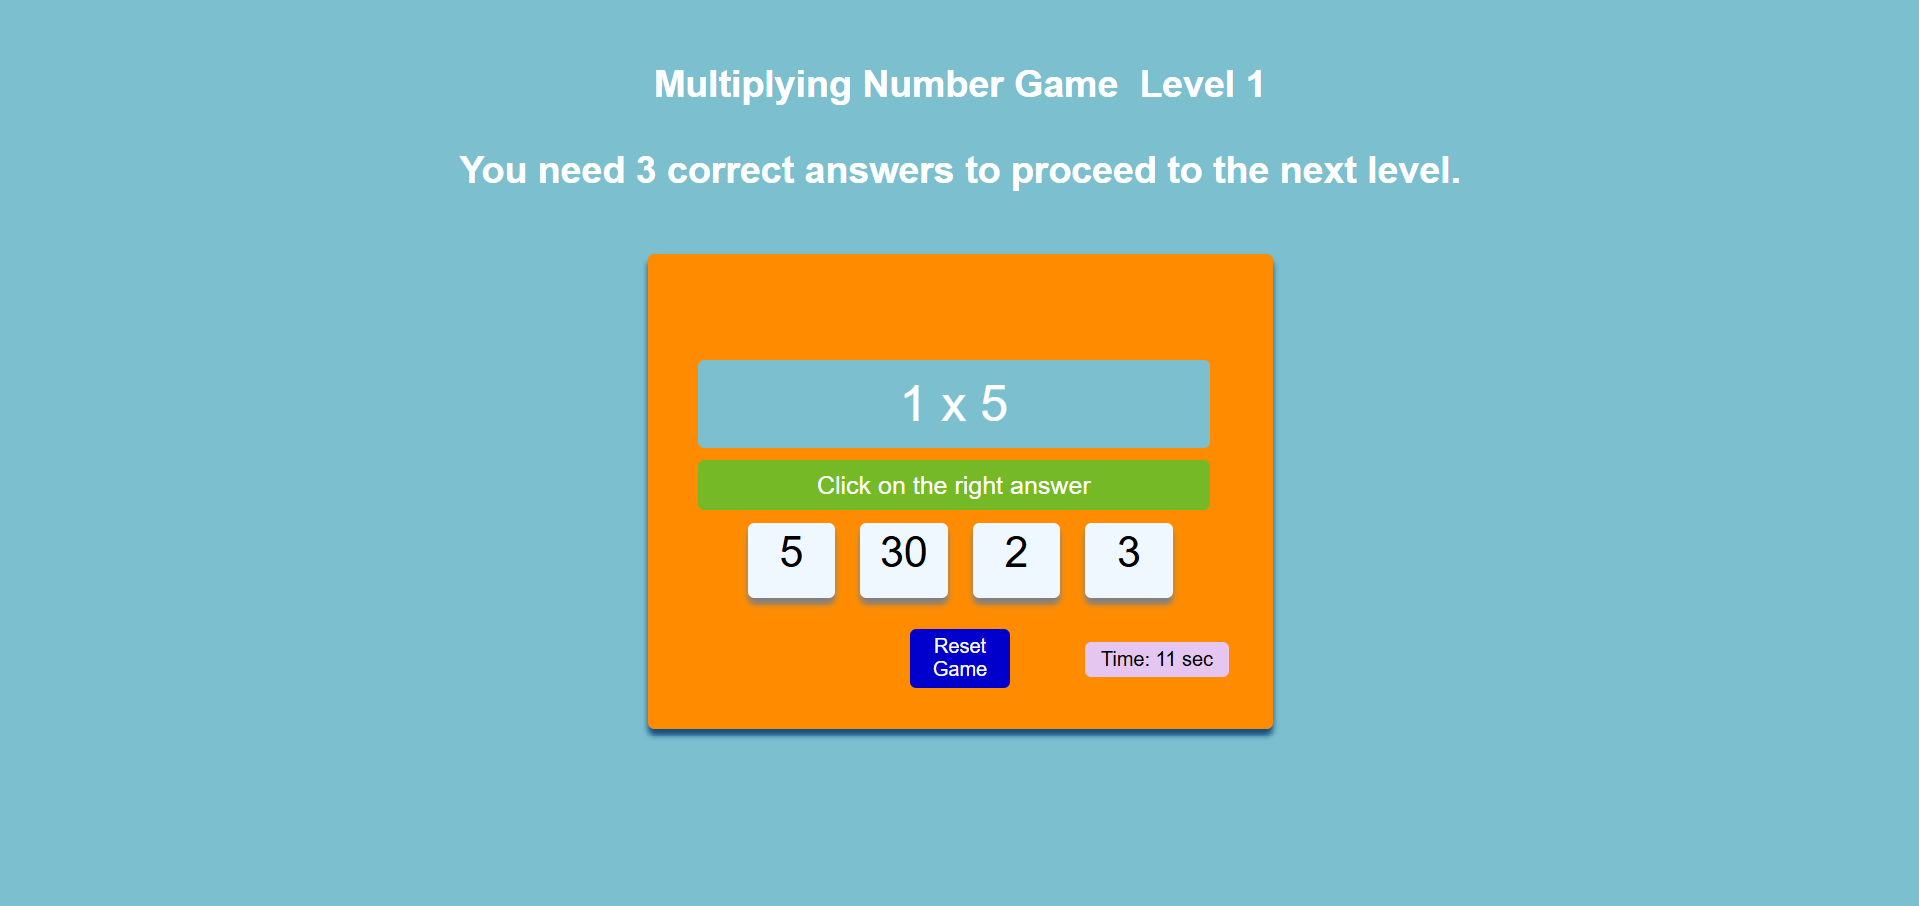 Multiplying Number Game  Level 1
You need 3 correct answers to proceed to the next level.
1 x 5
Click on the right answer
5 30 2 3
Reset
Game
Time: 11 sec